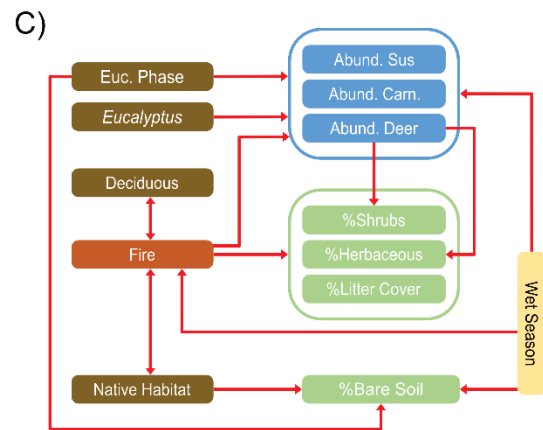 C)
Euc. Phase
Eucalyptus
Deciduous
Fire
Native Habitat
Abund. Sus
Abund. Carn.
Abund. Deer
%Shrubs
%Herbaceous
%Litter Cover
%Bare Soil
Wet Season